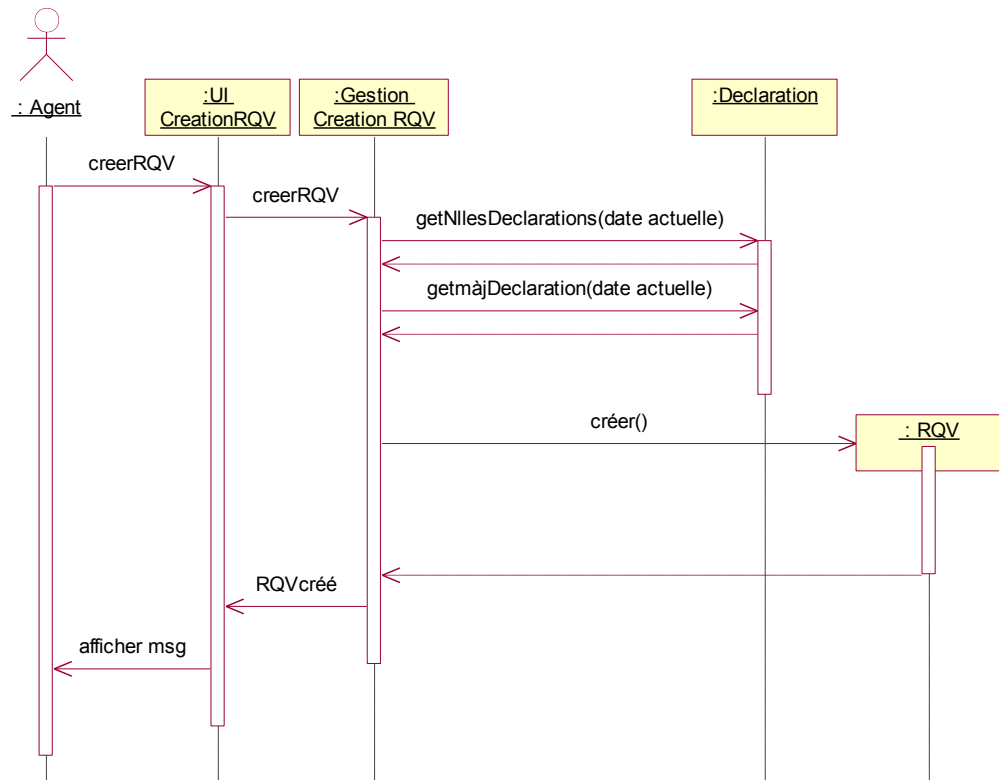 : Agent
:UI
CreationRQV
:Gestion
Creation RQV
:Declaration
creerRQV
creerRQV
getNllesDeclarations(date actuelle)
getmàjDeclaration(date actuelle)
créer()
: RQV
RQVcréé
afficher msg